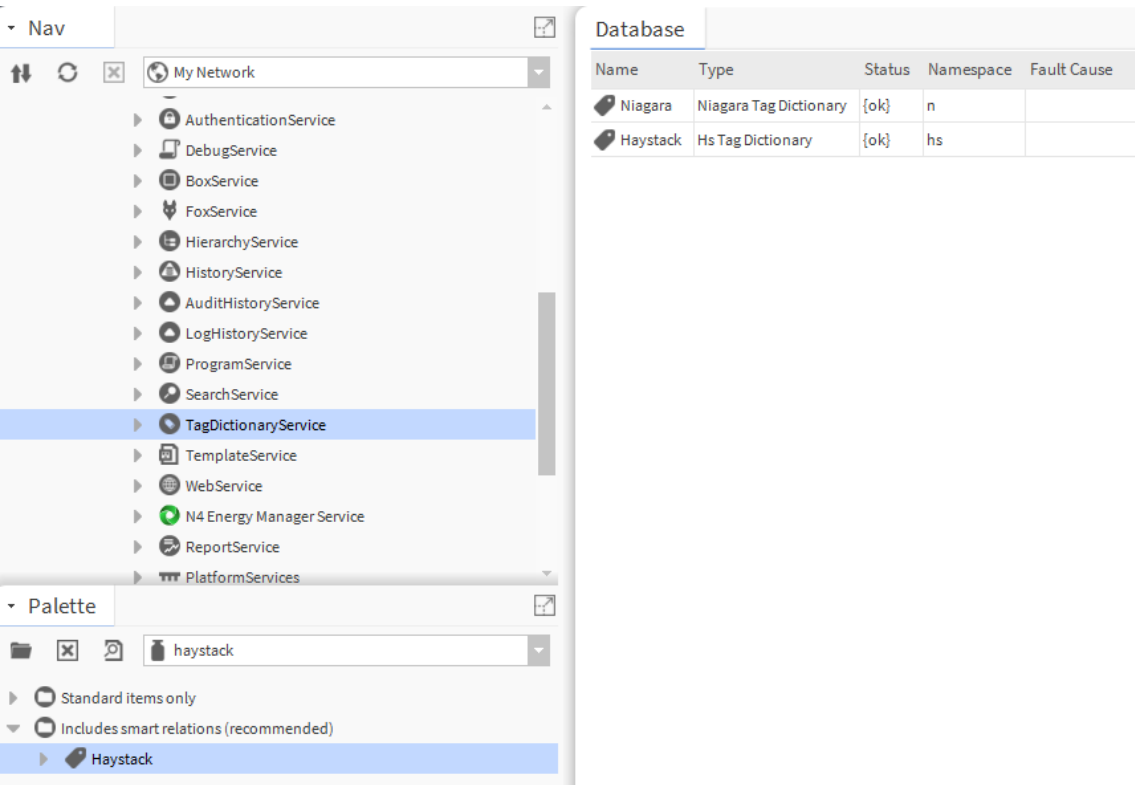 Nav
My Network
AuthenticationService
DebugService
BoxService
FoxService
HierarchyService
HistoryService
AuditHistoryService
LogHistoryService
ProgramService
SearchService
TagDictionaryService
TemplateService
WebService
N4 Energy Manager Service
ReportService
PlatformServices
Palette
haystack
Standard items only
Includes smart relations (recommended)
Haystack
Database
Name Type Status Namespace Fault Cause
Niagara Niagara Tag Dictionary {ok} n
Haystack Hs Tag Dictionary {ok} hs